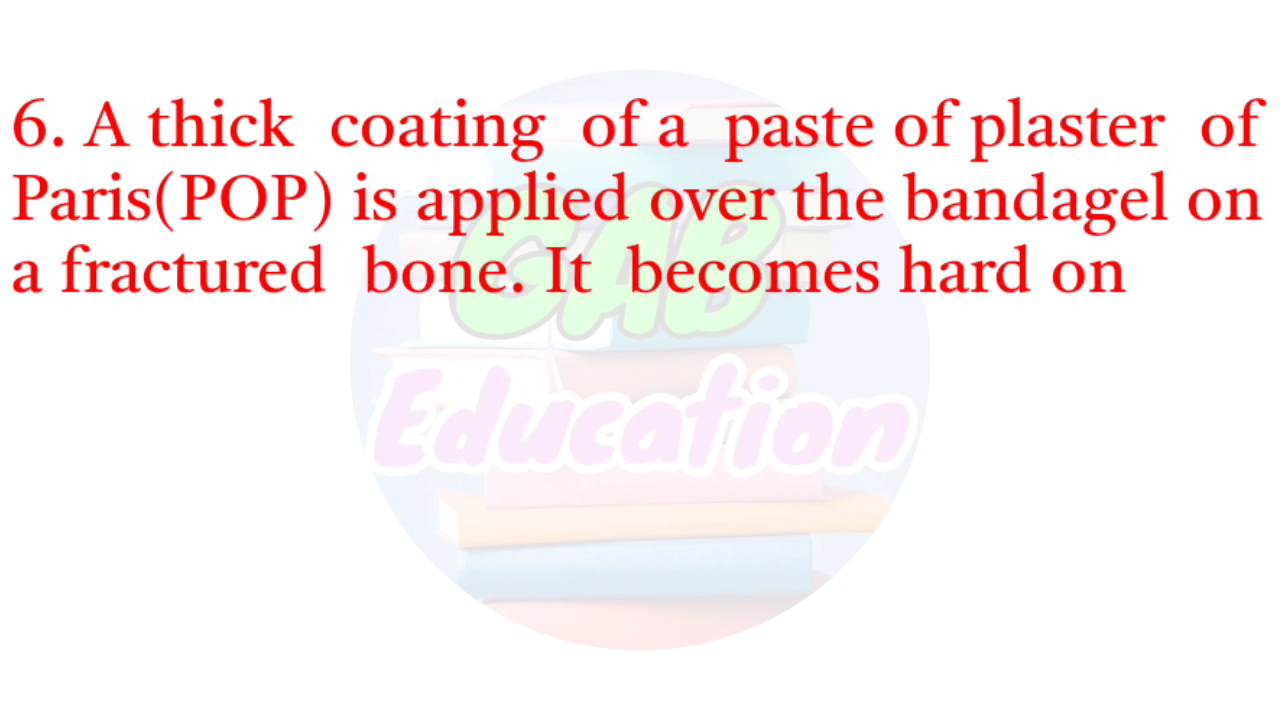 6. A thick coating of a paste of plaster of
Paris(POP) is applied over the bandagel on
a fractured bone. It becomes hard on
GAB
Education